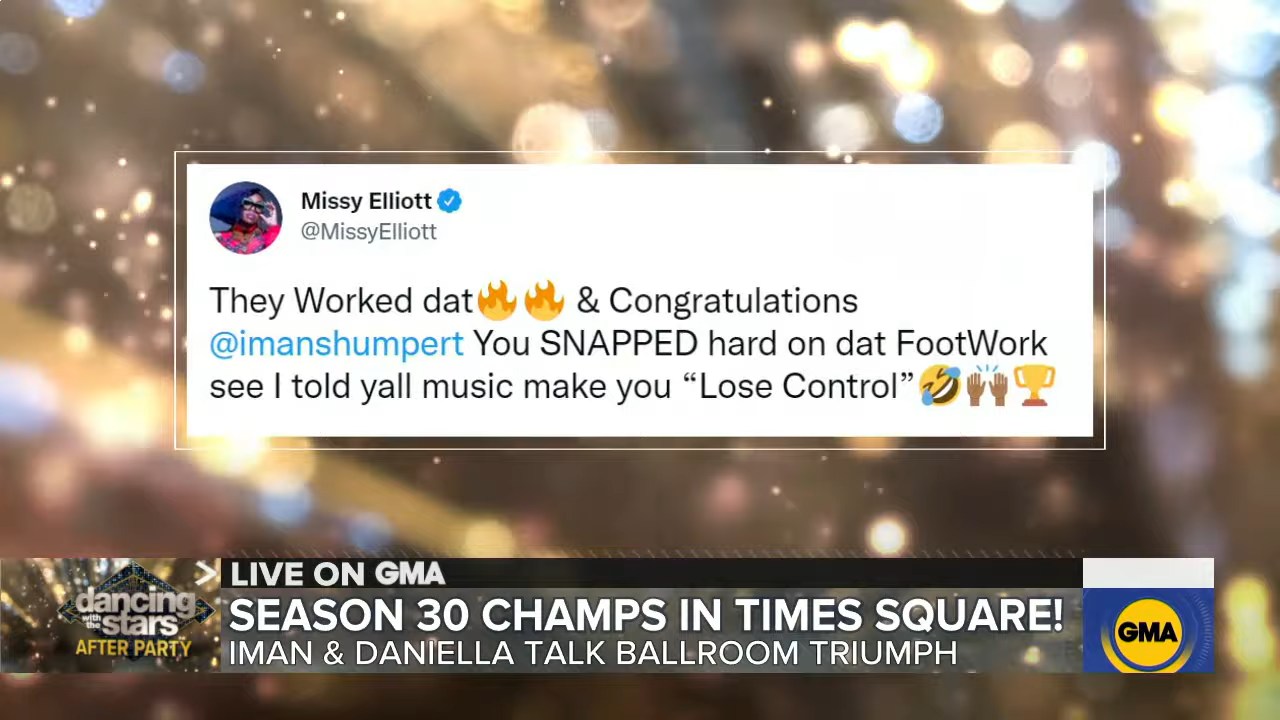 Missy Elliott
@MissyElliott
They Worked dat🔥🔥 & Congratulations
@imanshumpert You SNAPPED hard on dat FootWork
see I told yall music make you “Lose Control”🤣🙌🏾🏆
LIVE ON GMA
SEASON 30 CHAMPS IN TIMES SQUARE!
IMAN & DANIELLA TALK BALLROOM TRIUMPH
dancing
with the
stars
AFTER PARTY
GMA